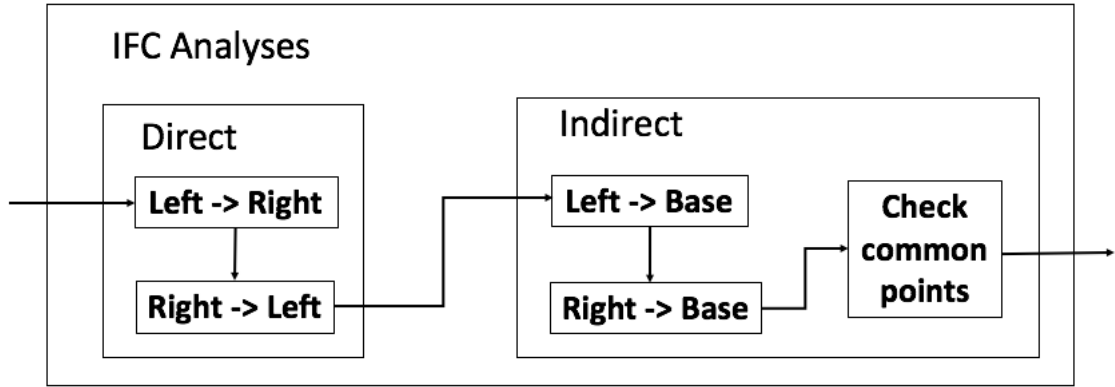 IFC Analyses
Direct
Left -> Right
Right -> Left
Indirect
Left -> Base
Right -> Base
Check
common
points